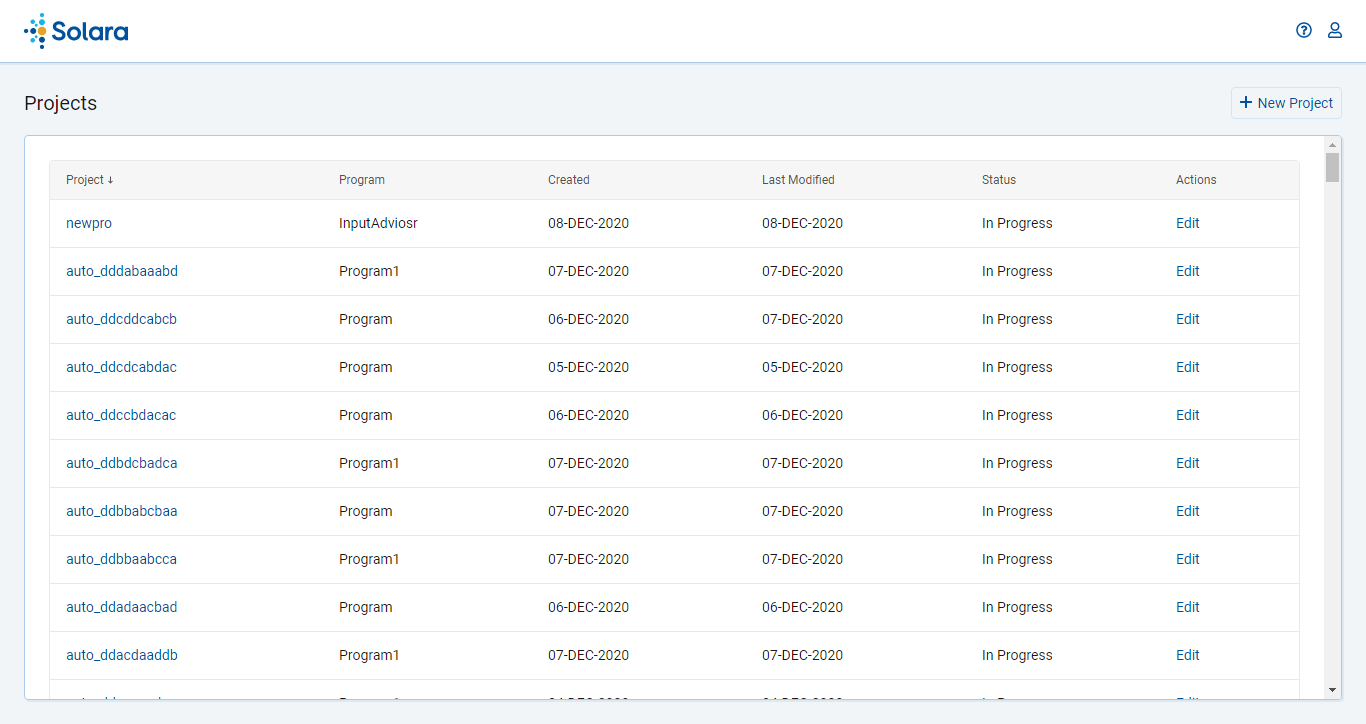 Solara
Projects
+ New Project
Project ↓ Program Created Last Modified Status Actions
newpro InputAdviosr 08-DEC-2020 08-DEC-2020 In Progress Edit
auto_dddabaaabd Program1 07-DEC-2020 07-DEC-2020 In Progress Edit
auto_ddcddcabcb Program 06-DEC-2020 07-DEC-2020 In Progress Edit
auto_ddcdcabdac Program 05-DEC-2020 05-DEC-2020 In Progress Edit
auto_ddccbdacac Program 06-DEC-2020 06-DEC-2020 In Progress Edit
auto_ddbdcbadca Program1 07-DEC-2020 07-DEC-2020 In Progress Edit
auto_ddbbabcbaa Program 07-DEC-2020 07-DEC-2020 In Progress Edit
auto_ddbbaabcca Program1 07-DEC-2020 07-DEC-2020 In Progress Edit
auto_ddadaacbad Program 06-DEC-2020 06-DEC-2020 In Progress Edit
auto_ddacdaaddb Program1 07-DEC-2020 07-DEC-2020 In Progress Edit